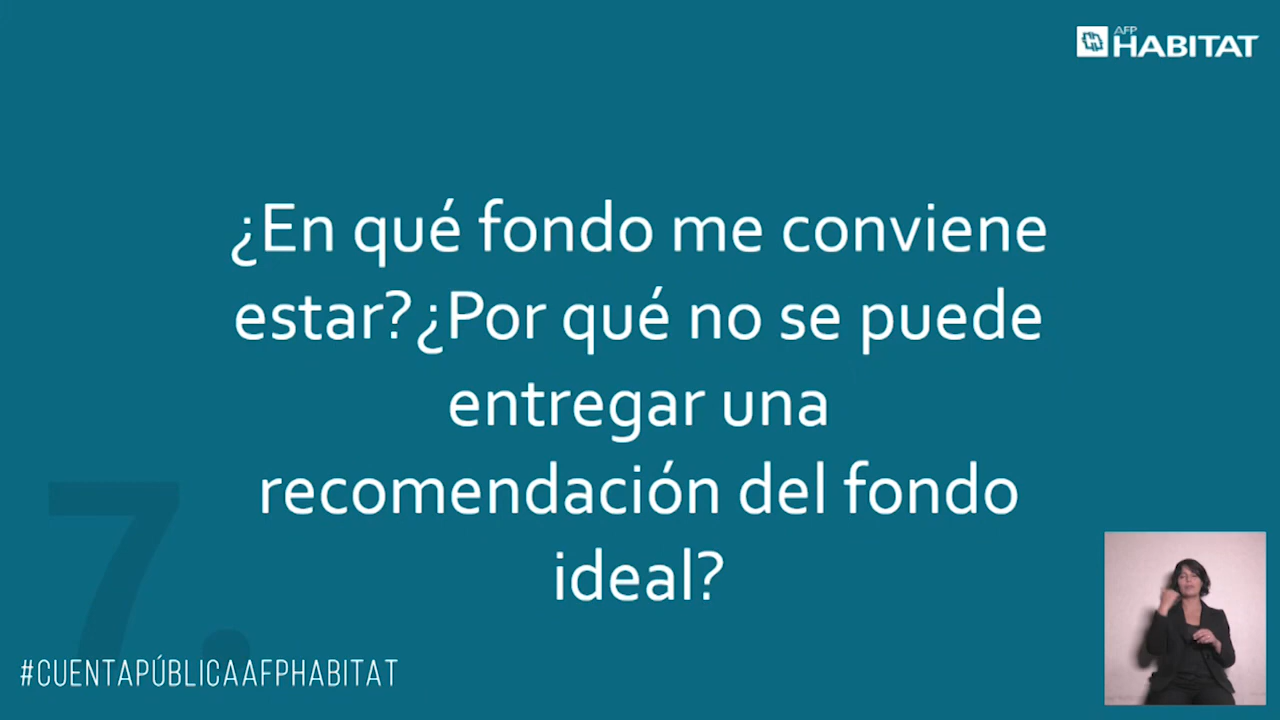 AFP
HABITAT
¿En qué fondo me conviene
estar?¿Por qué no se puede
entregar una
recomendación del fondo
ideal?
7.
#CUENTAPÚBLICAAFPHABITAT